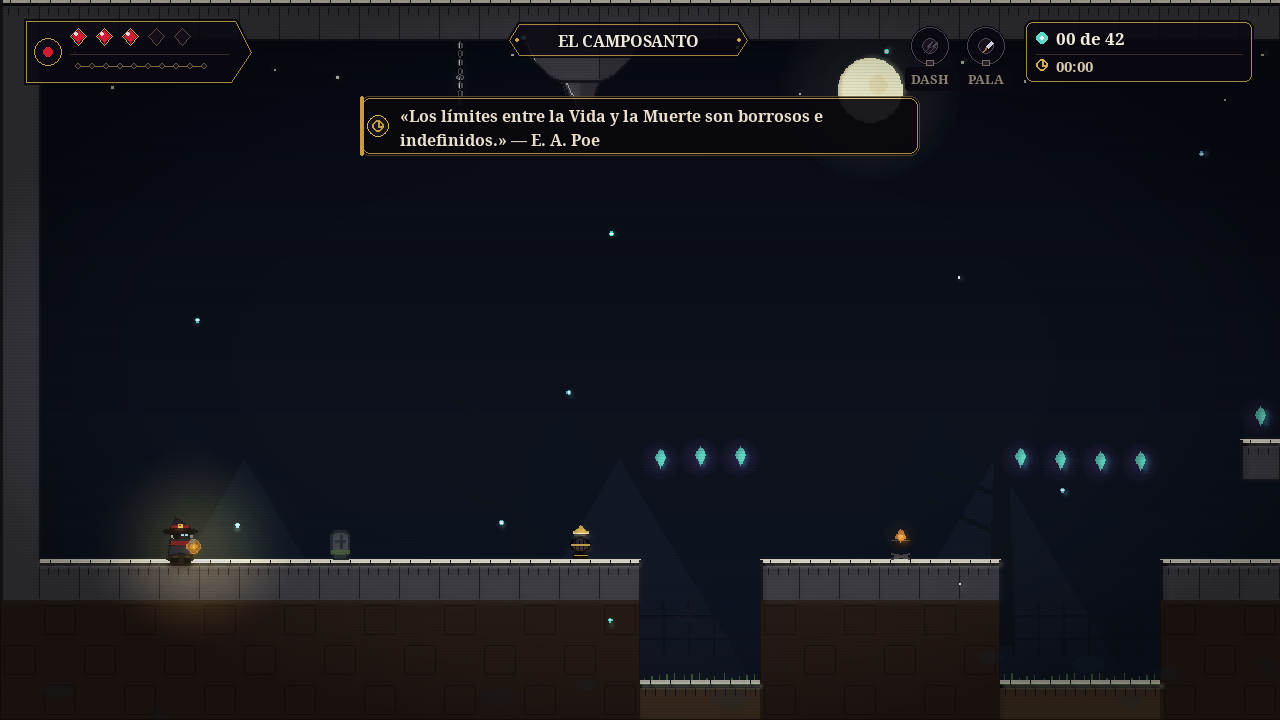 EL CAMPOSANTO
DASH
PALA
00 de 42
00:00
«Los límites entre la Vida y la Muerte son borrosos e
indefinidos.» — E. A. Poe